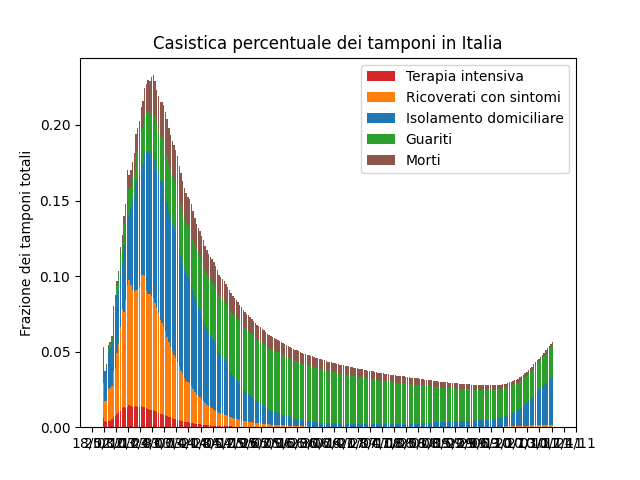 Casistica percentuale dei tamponi in Italia
Terapia intensiva
Ricoverati con sintomi
Isolamento domiciliare
Guariti
Morti
Frazione dei tamponi totali
0.20
0.15
0.10
0.05
0.00